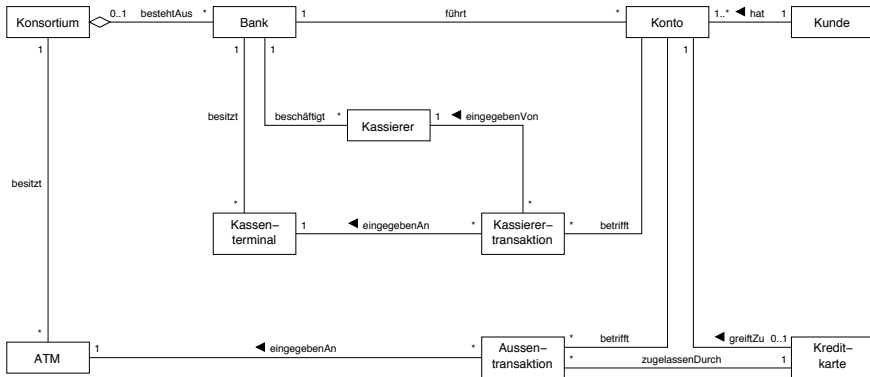 Konsortium 0..1 bestehtAus * Bank 1 führt * Konto 1..* ◄ hat 1 Kunde
1 1 1 1
besitzt beschäftigt * Kassierer 1 ◄ eingegebenVon
besitzt
* * 
Kassen–
terminal
1 ◄ eingegebenAn *
Kassierer–
transaktion
* betrifft
* betrifft ◄ greiftZu 0..1
ATM 1 ◄ eingegebenAn *
Aussen–
transaktion
* zugelassenDurch 1
Kredit–
karte
*